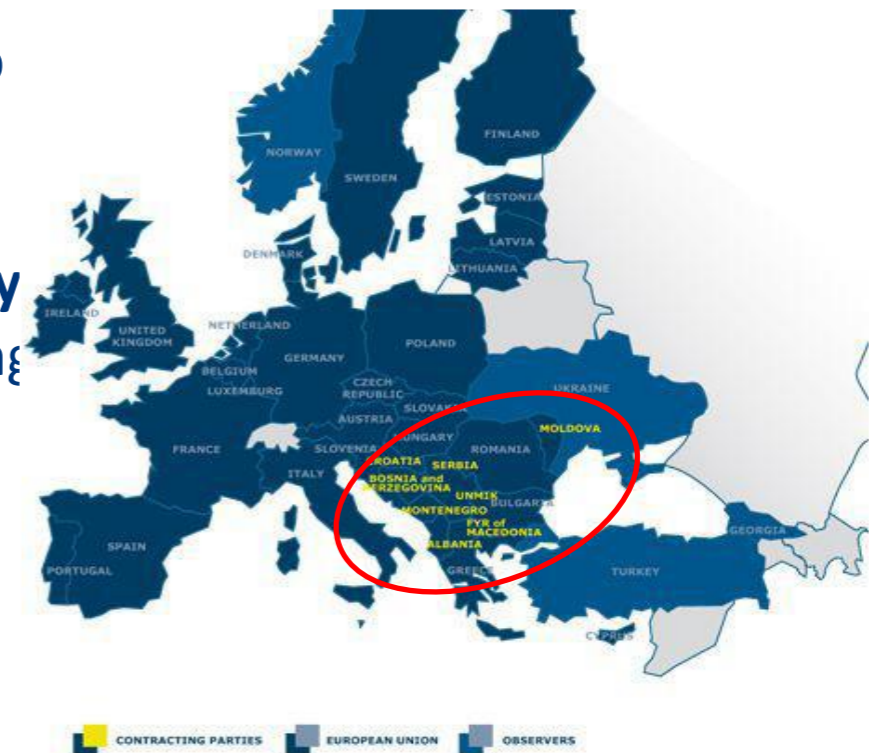 FINLAND
NORWAY
SWEDEN
ESTONIA
LATVIA
DENMARK
LITHUANIA
y
IRELAND
UNITED
KINGDOM
NETHERLAND
POLAND
GERMANY
BELGIUM
LUXEMBURG
CZECH
REPUBLIC
UKRAINE
SLOVAKIA
AUSTRIA
MOLDOVA
HUNGARY
FRANCE
SLOVENIA
ROMANIA
ITALY
CROATIA
SERBIA
BOSNIA and
HERZEGOVINA
UNMIK
BULGARIA
MONTENEGRO
FYR of
MACEDONIA
GEORGIA
ALBANIA
SPAIN
PORTUGAL
GREECE
TURKEY
CYPRUS
CONTRACTING PARTIES
EUROPEAN UNION
OBSERVERS